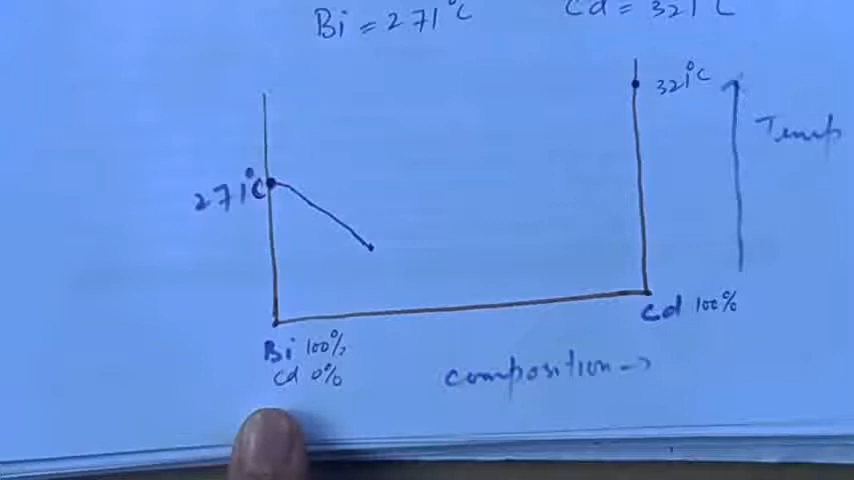 Bi = 271°C Cd = 321°C
321°C
Temp
271°C
Cd 100%
Bi 100%
Cd 0%
composition →